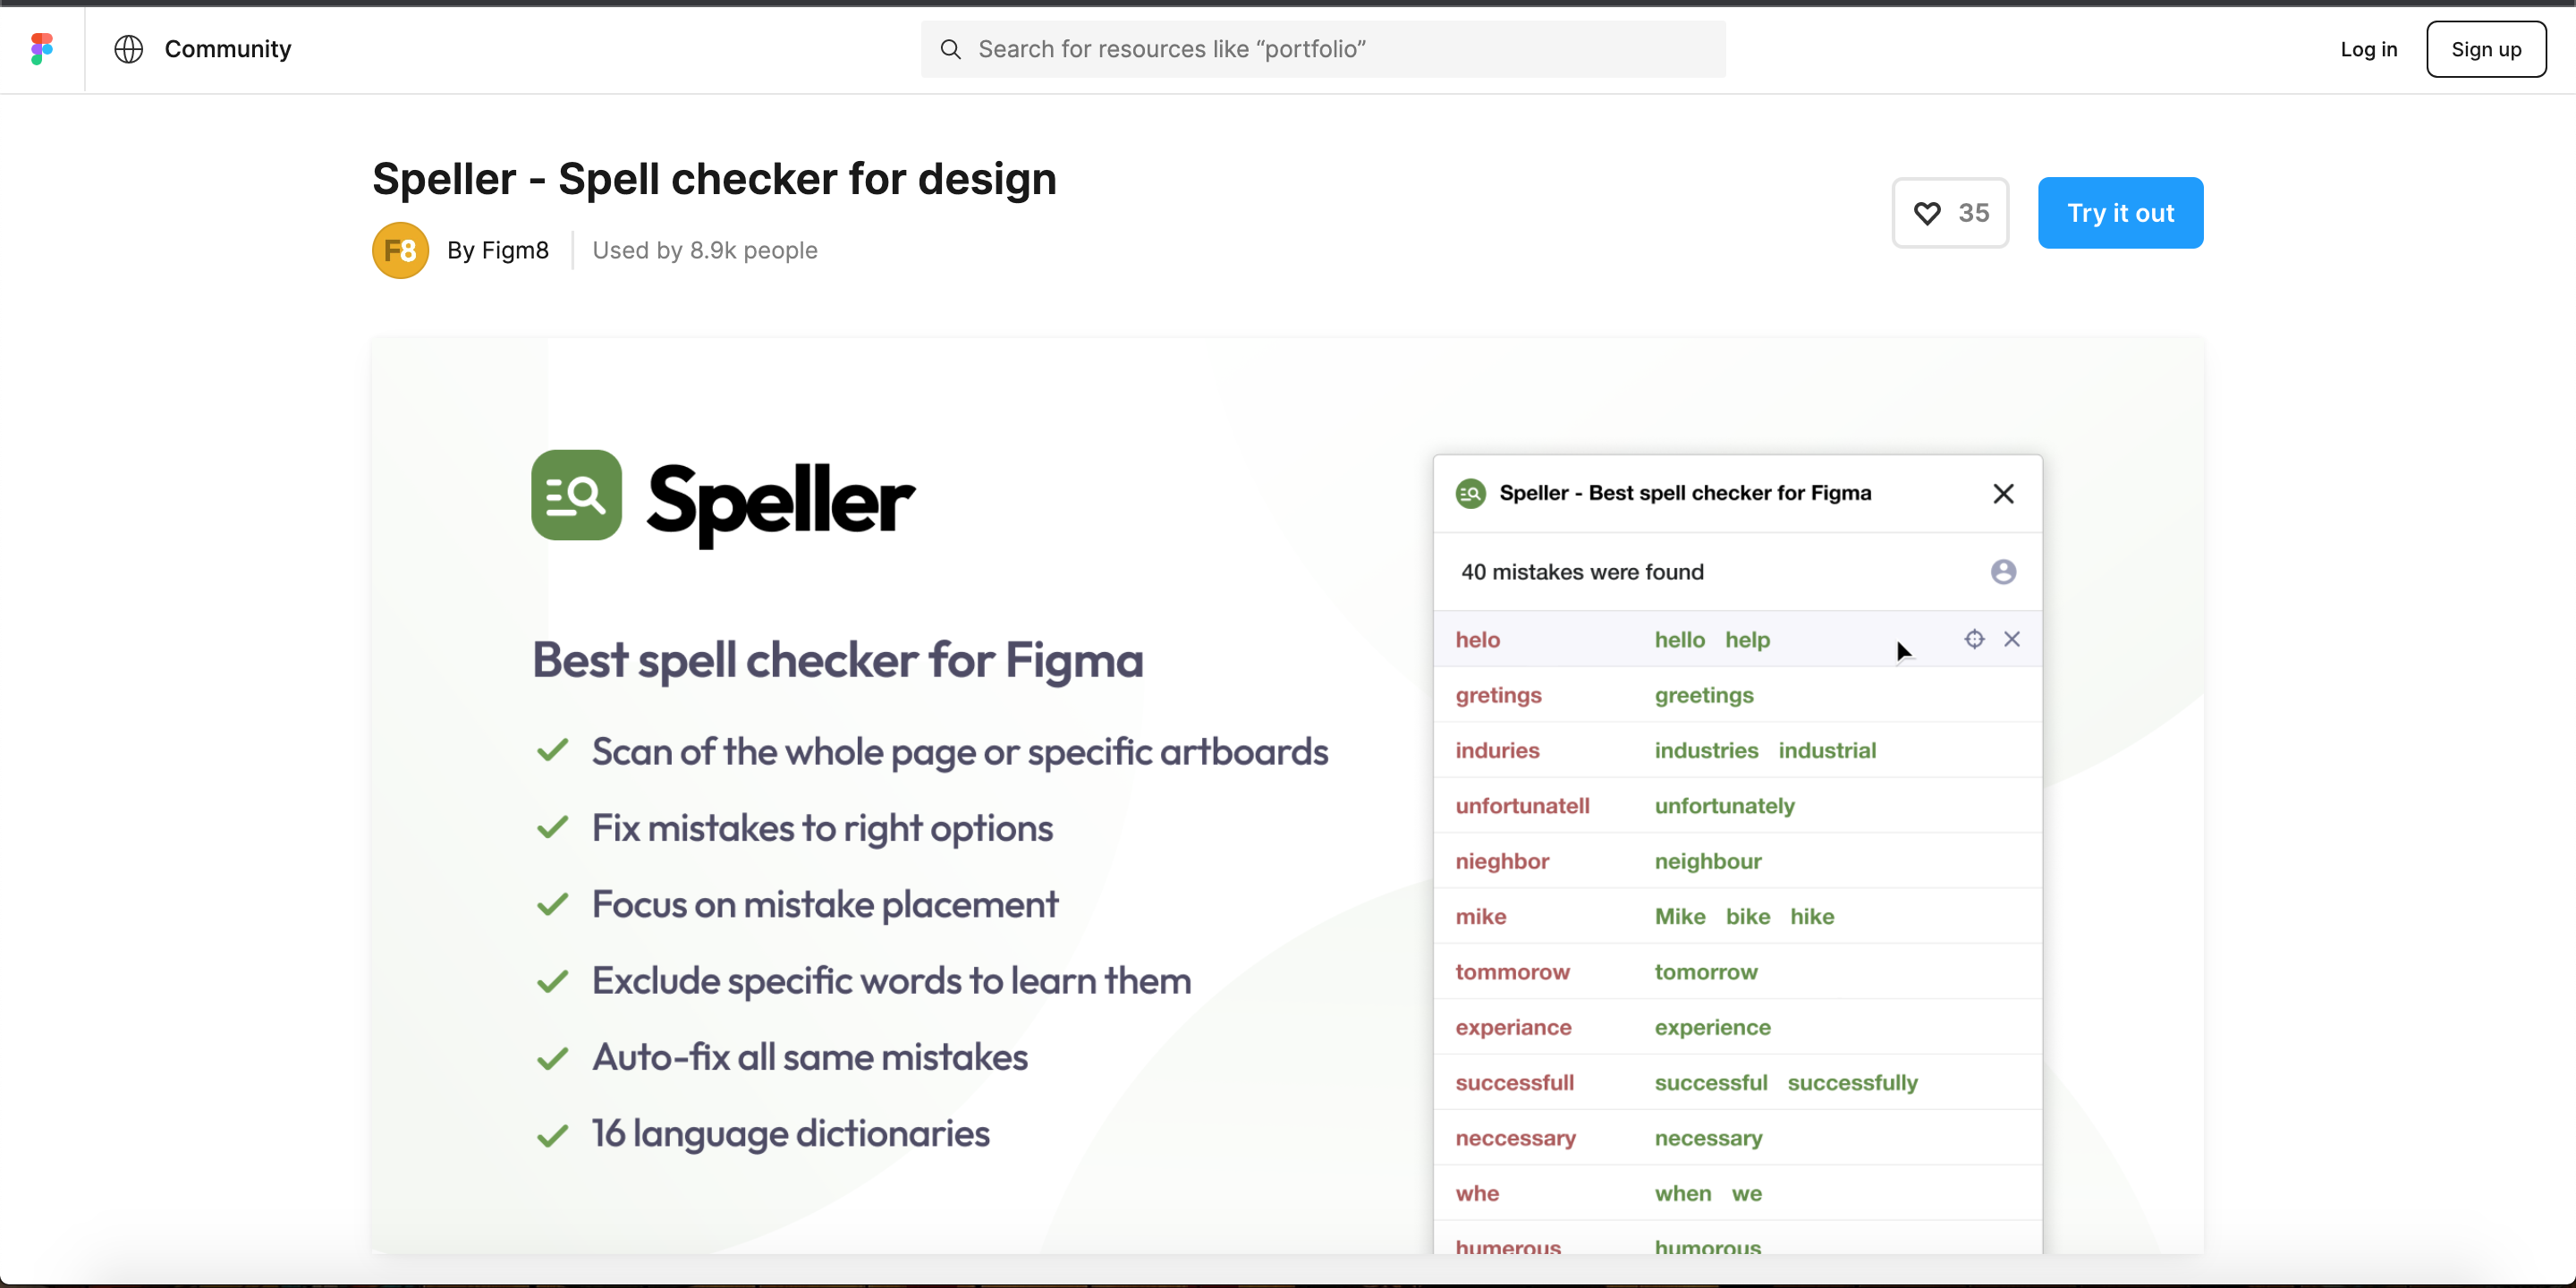 Community
Search for resources like “portfolio”
Log in
Sign up
Speller - Spell checker for design
35
Try it out
F8
By Figm8
Used by 8.9k people
Speller
Best spell checker for Figma
Scan of the whole page or specific artboards
Fix mistakes to right options
Focus on mistake placement
Exclude specific words to learn them
Auto-fix all same mistakes
16 language dictionaries
Speller - Best spell checker for Figma
40 mistakes were found
helo hello help
gretings greetings
induries industries industrial
unfortunatell unfortunately
nieghbor neighbour
mike Mike bike hike
tommorow tomorrow
experiance experience
successfull successful successfully
neccessary necessary
whe when we
humerous humorous